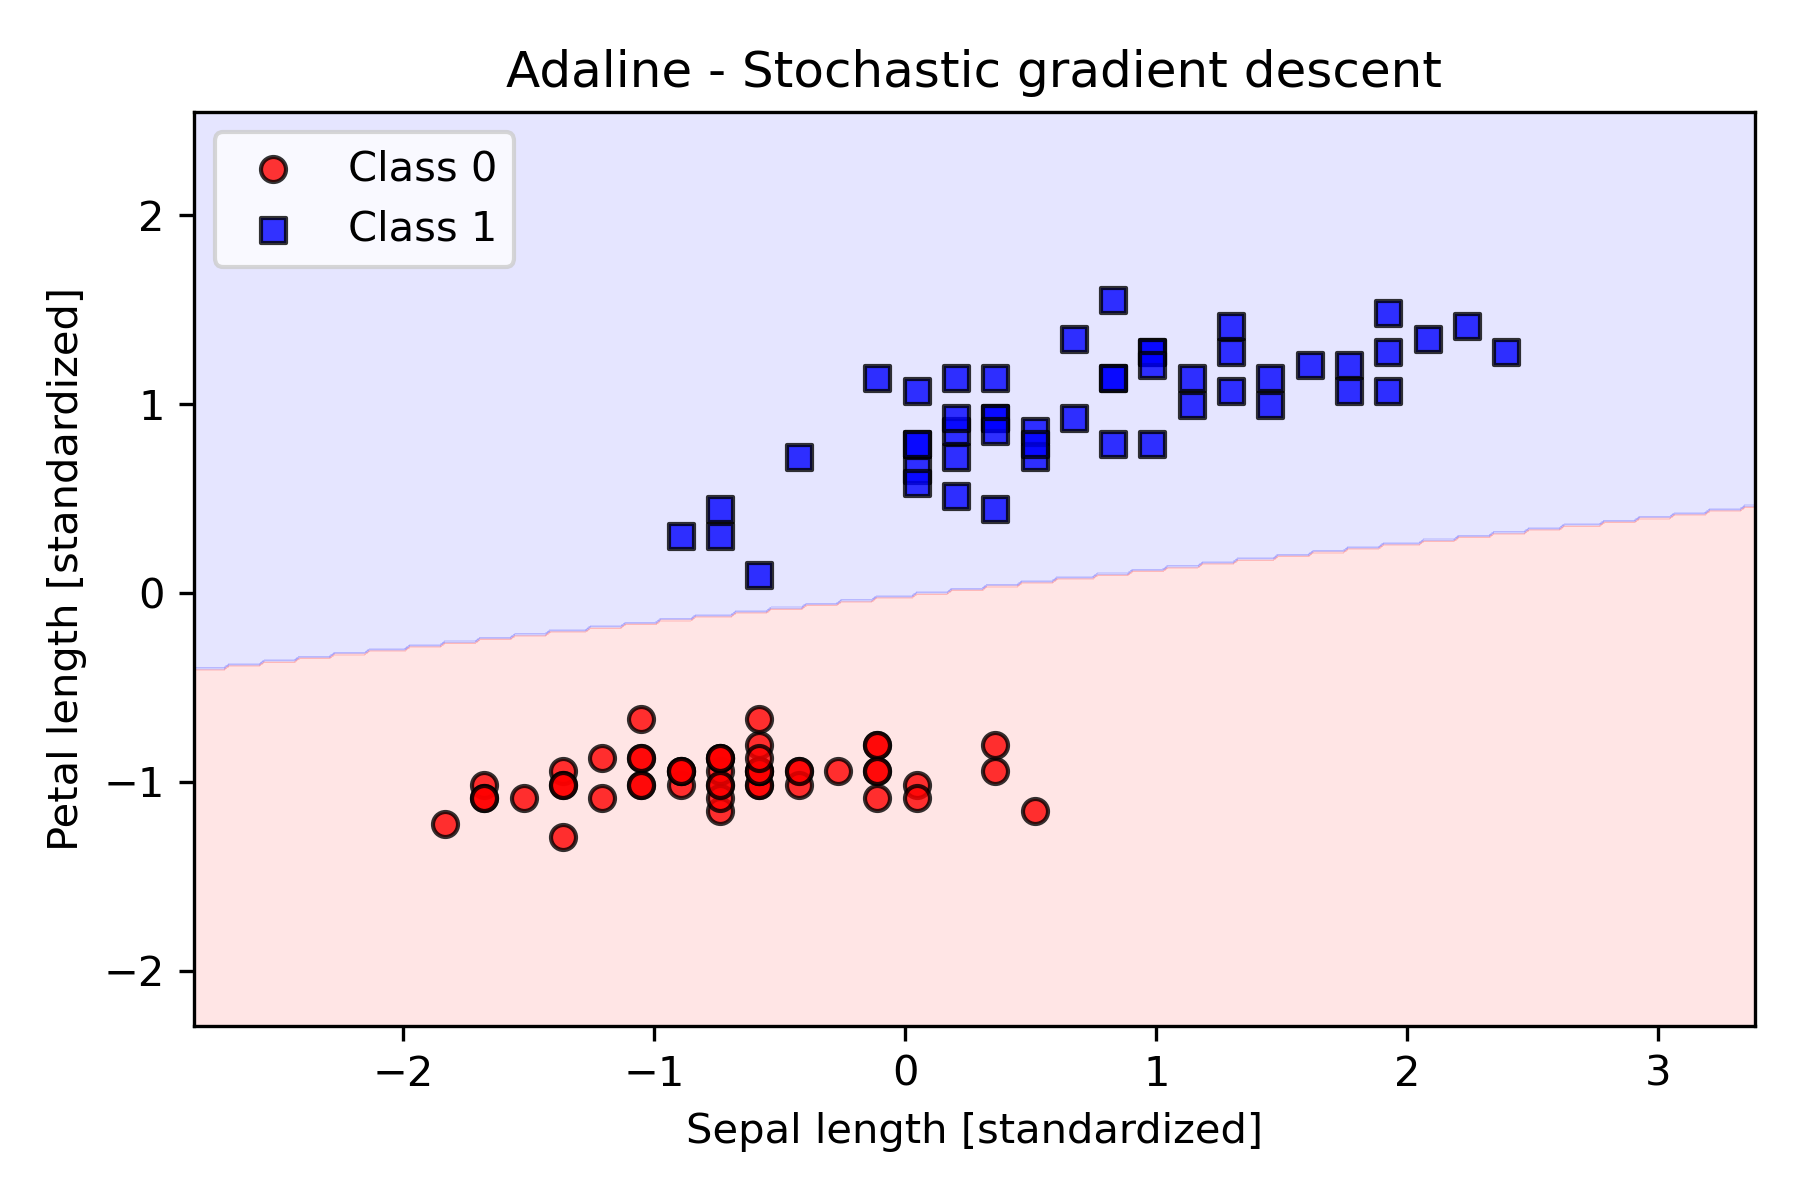 Adaline - Stochastic gradient descent
Class 0
Class 1
Petal length [standardized]
2
1
0
−1
−2
−2
−1
0
1
2
3
Sepal length [standardized]